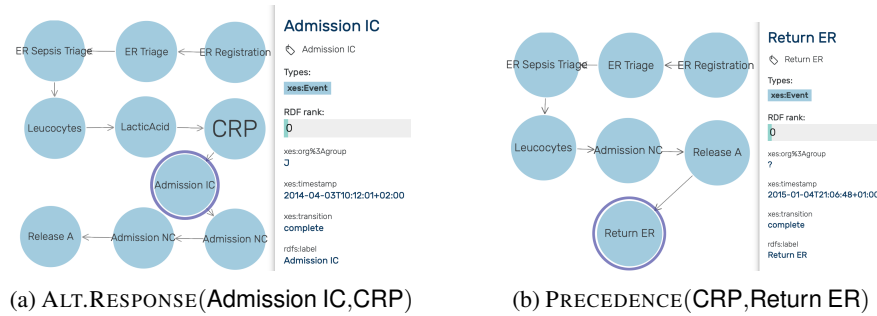 ER Sepsis Triage
ER Triage
ER Registration
Leucocytes
LacticAcid
CRP
Admission IC
Release A
Admission NC
Admission NC
Admission IC
Admission IC
Types:
xes:Event
RDF rank:
0
xes:org%3Agroup
J
xes:timestamp
2014-04-03T10:12:01+02:00
xes:transition
complete
rdfs:label
Admission IC
(a) ALT.RESPONSE(Admission IC,CRP)
ER Sepsis Triage
ER Triage
ER Registration
Leucocytes
Admission NC
Release A
Return ER
Return ER
Return ER
Types:
xes:Event
RDF rank:
0
xes:org%3Agroup
?
xes:timestamp
2015-01-04T21:06:48+01:00
xes:transition
complete
rdfs:label
Return ER
(b) PRECEDENCE(CRP,Return ER)